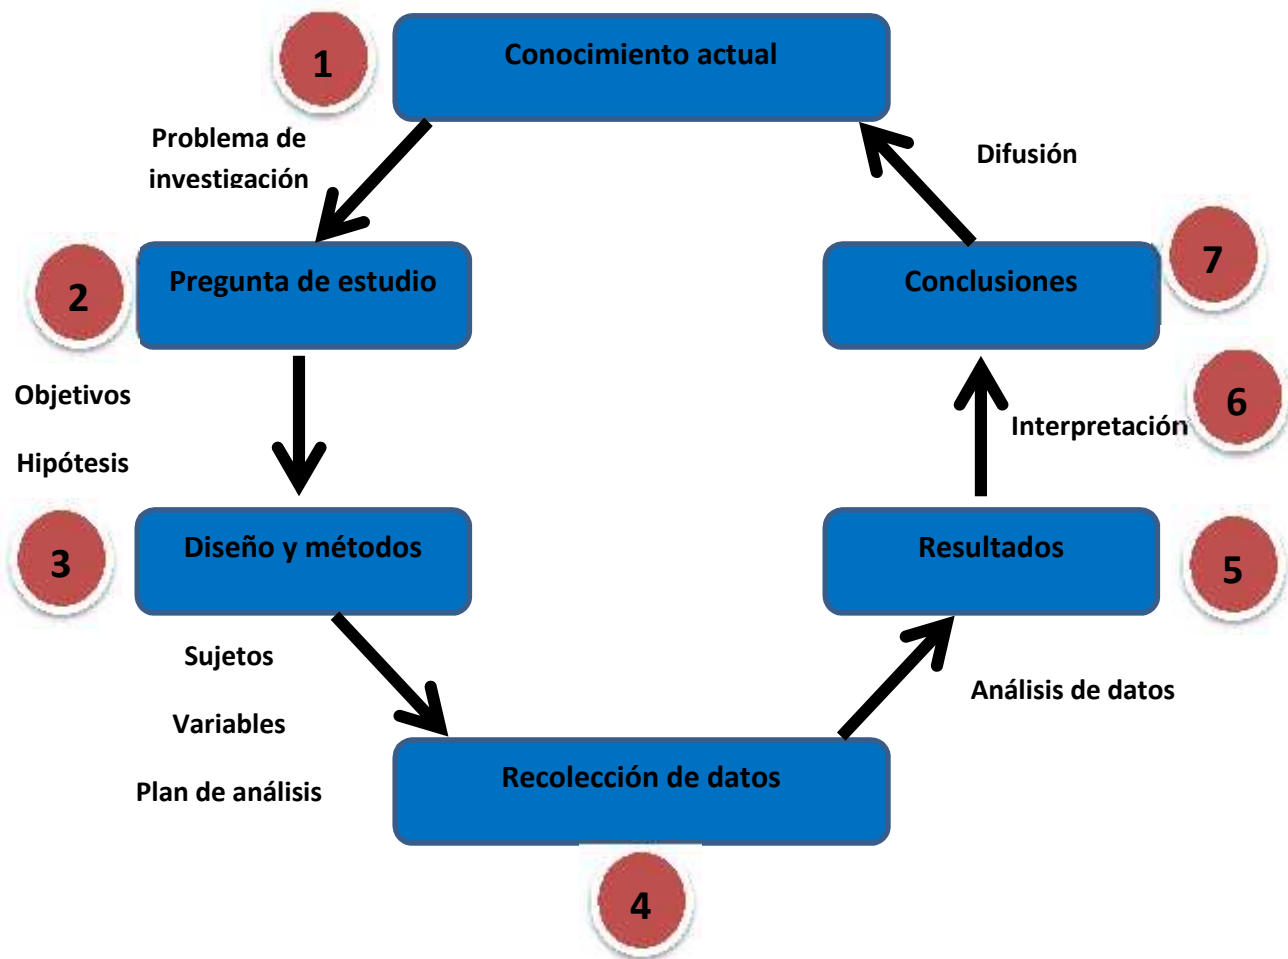 1
Conocimiento actual
Problema de
investigación
Difusión
2
Pregunta de estudio
Conclusiones
7
Objetivos
Hipótesis
Interpretación
6
3
Diseño y métodos
Resultados
5
Sujetos
Variables
Plan de análisis
Análisis de datos
Recolección de datos
4